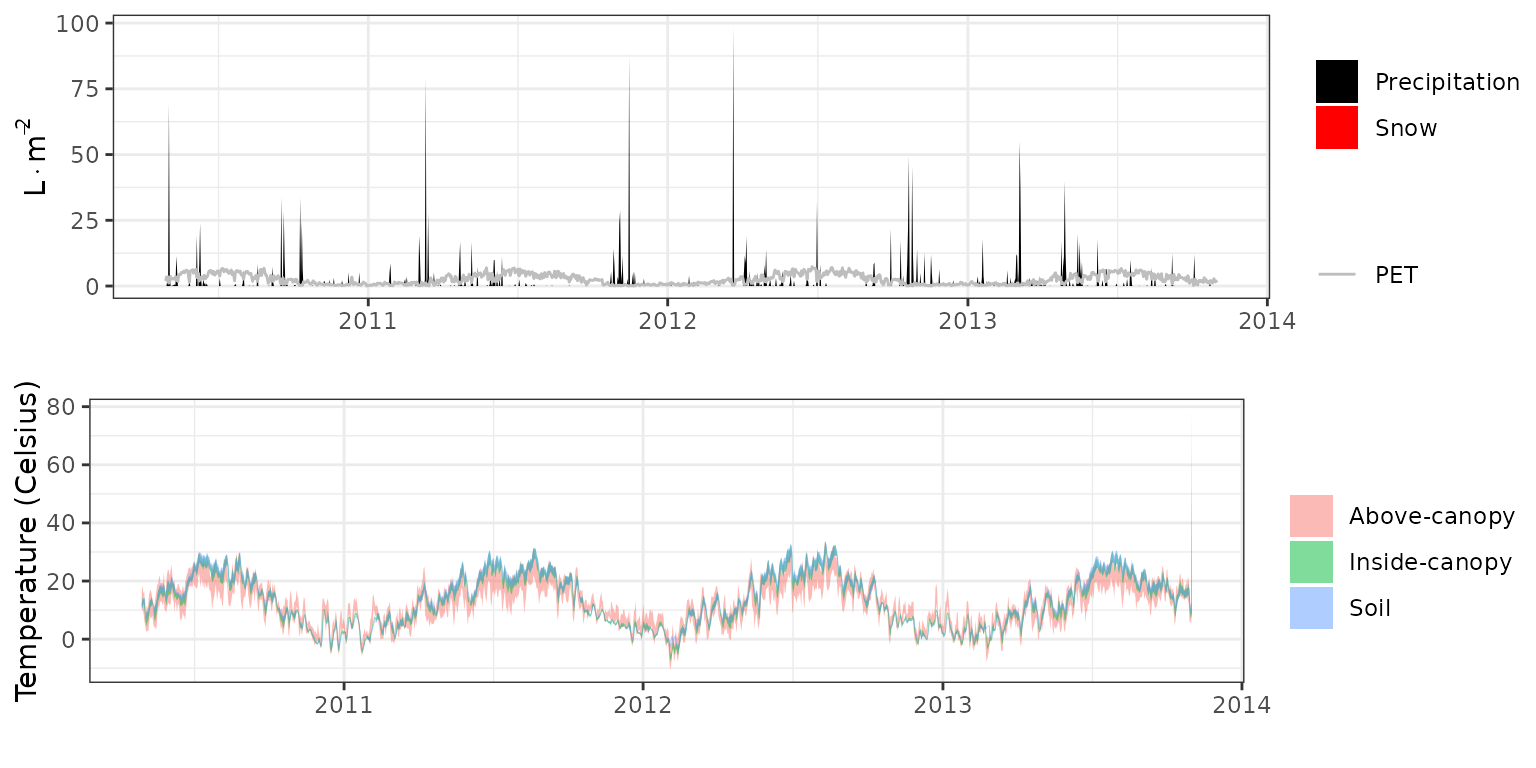 100
75
50
25
0
L · m⁻²
2011
2012
2013
2014
Precipitation
Snow
PET
80
60
40
20
0
Temperature (Celsius)
2011
2012
2013
2014
Above-canopy
Inside-canopy
Soil